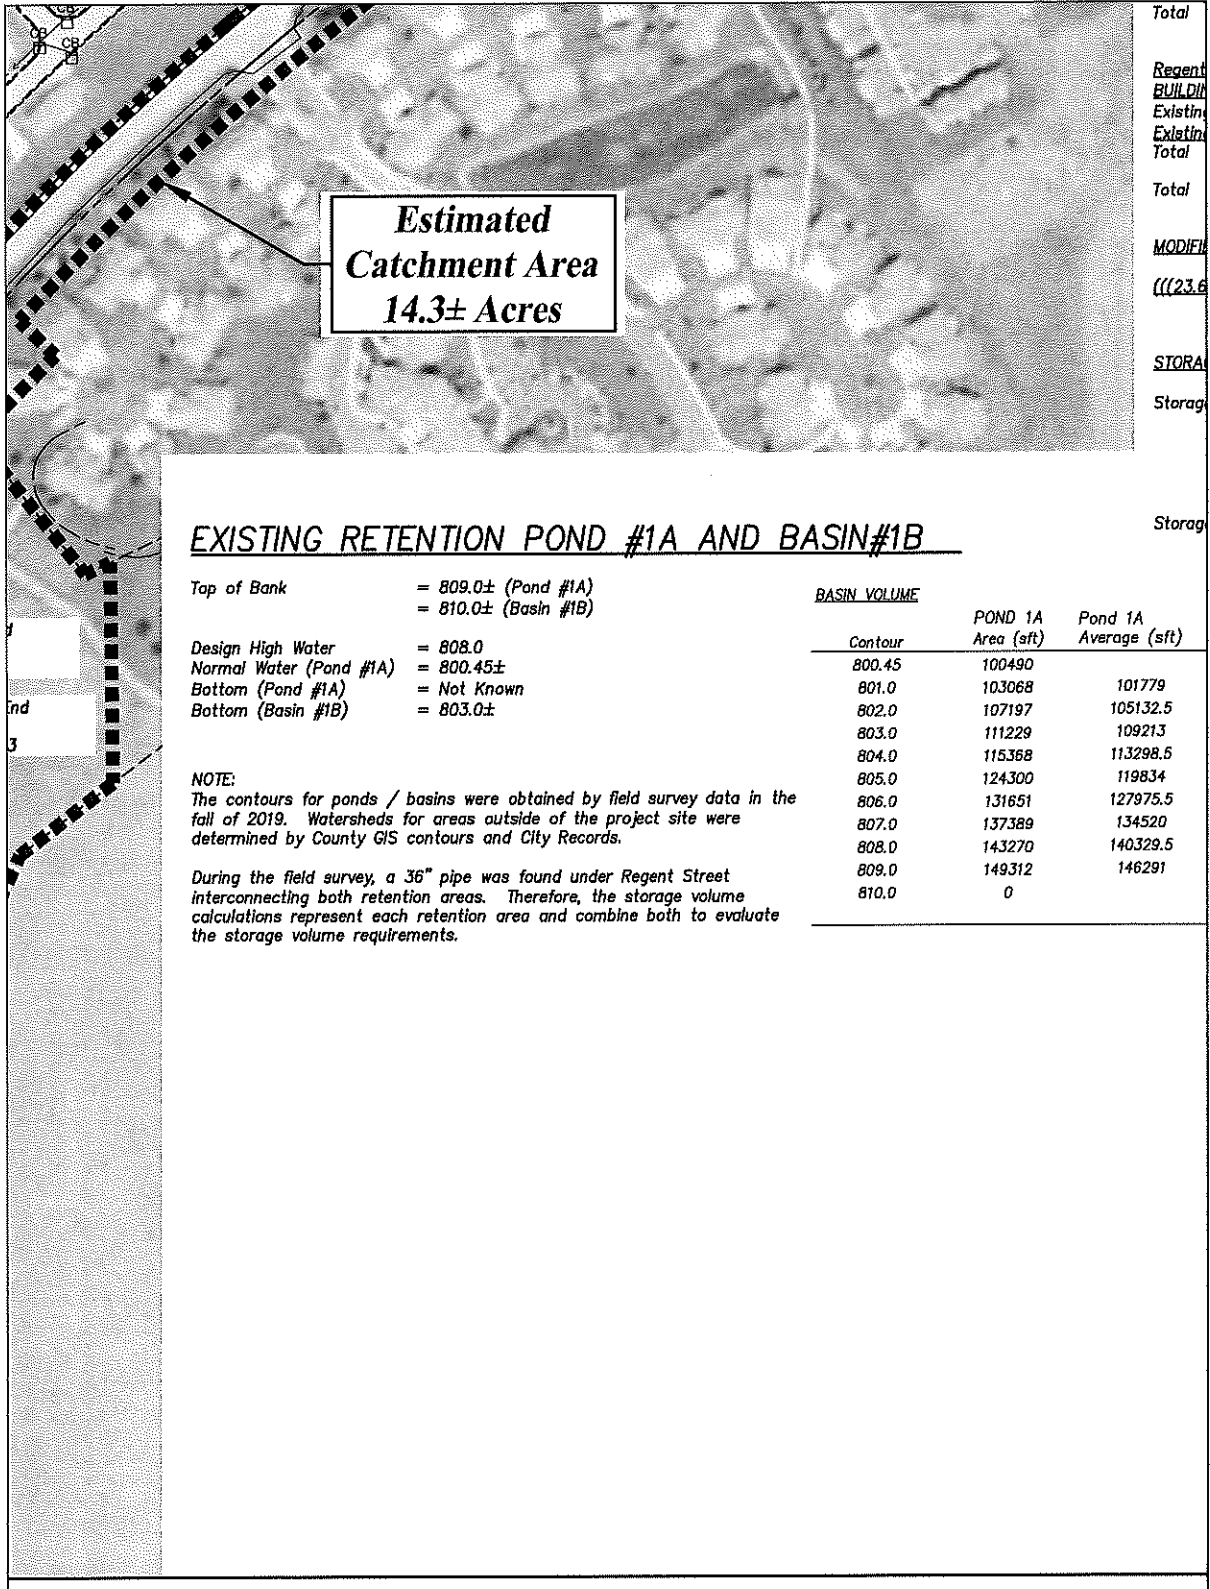 CB
CB
CB
Estimated
Catchment Area
14.3± Acres
Total
Regent
Existing
Total
Total
(((23.6
EXISTING RETENTION POND #1A AND BASIN#1B
Top of Bank = 809.0± (Pond #1A)
= 810.0± (Basin #1B)
Design High Water = 808.0
Normal Water (Pond #1A) = 800.45±
Bottom (Pond #1A) = Not Known
Bottom (Basin #1B) = 803.0±
NOTE:
The contours for ponds / basins were obtained by field survey data in the
fall of 2019. Watersheds for areas outside of the project site were
determined by County GIS contours and City Records.
During the field survey, a 36" pipe was found under Regent Street
interconnecting both retention areas. Therefore, the storage volume
calculations represent each retention area and combine both to evaluate
the storage volume requirements.
BASIN VOLUME
POND 1A Pond 1A
Contour Area (sft) Average (sft)
800.45 100490
801.0 103068 101779
802.0 107197 105132.5
803.0 111229 109213
804.0 115368 113298.5
805.0 124300 119834
806.0 131651 127975.5
807.0 137389 134520
808.0 143270 140329.5
809.0 149312 146291
810.0 0
3